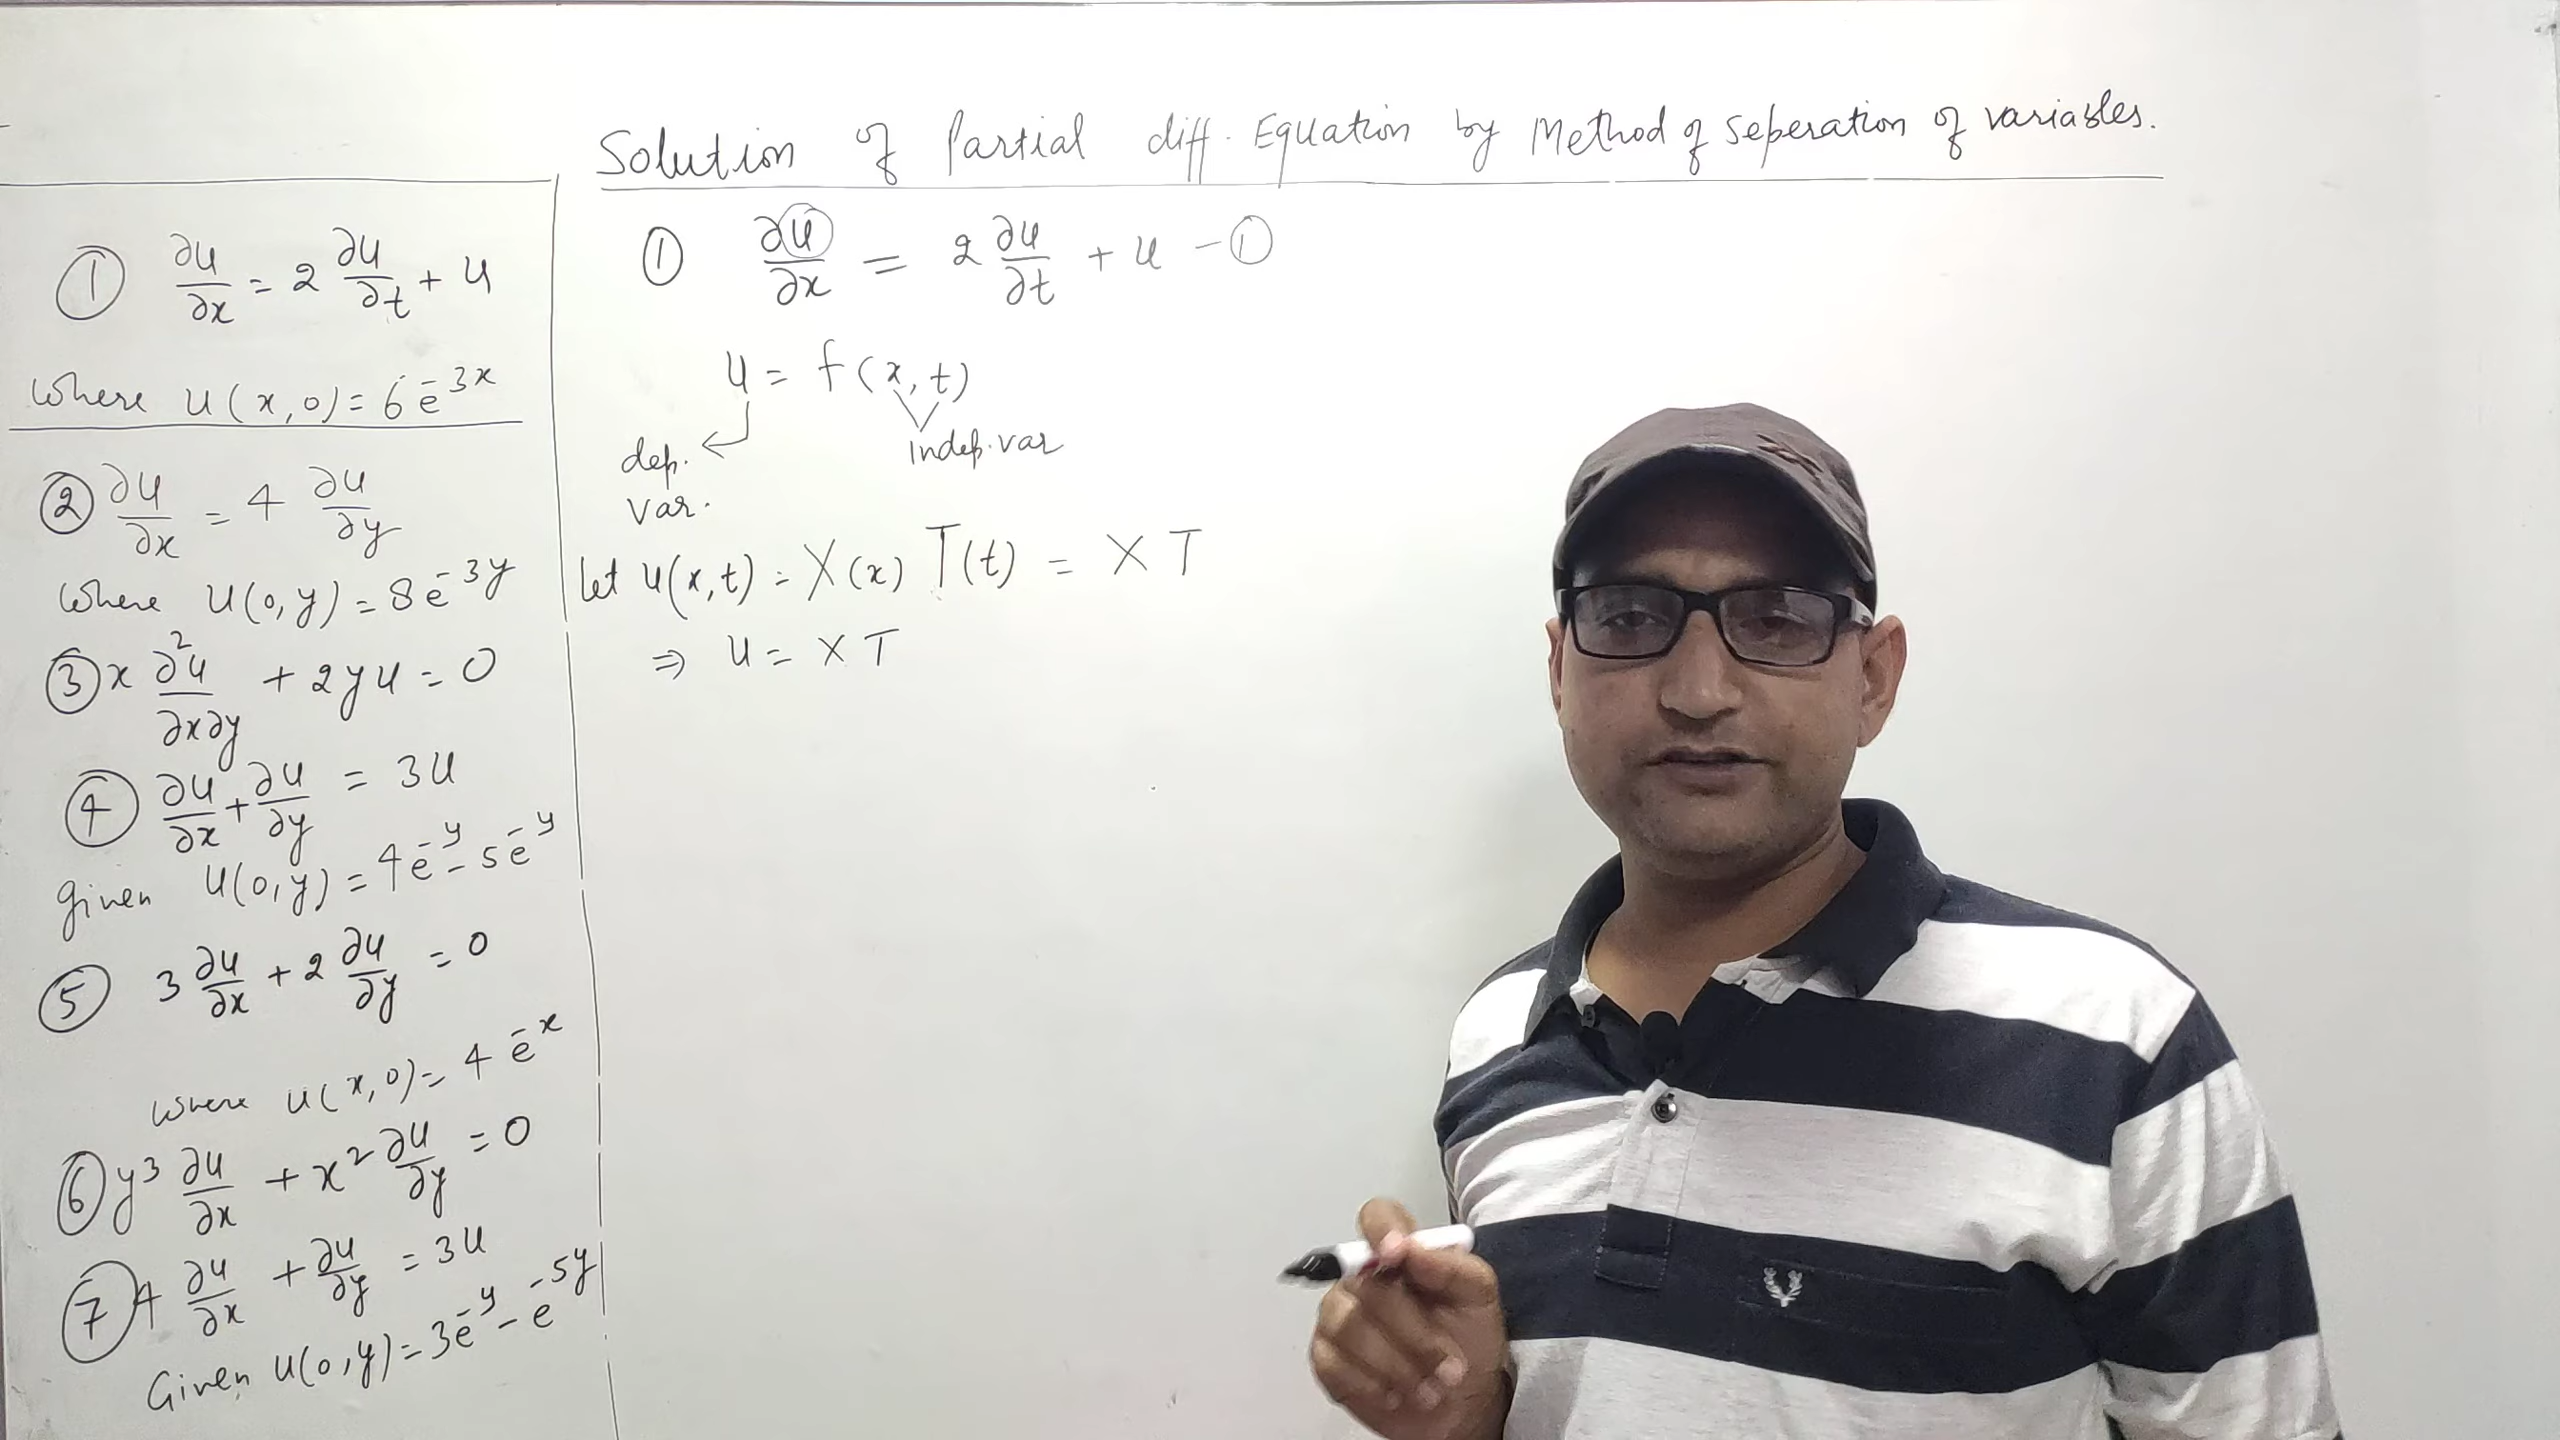 Solution of Partial diff. Equation by Method of Seperation of variables.
① ∂u/∂x = 2 ∂u/∂t + u
where u(x,0) = 6e^-3x
② ∂u/∂x = 4 ∂u/∂y
where u(0,y) = 8e^-3y
③ x ∂²u/∂x∂y + 2yu = 0
④ ∂u/∂x + ∂u/∂y = 3u
given u(0,y) = 4e^-y - 5e^-y
⑤ 3 ∂u/∂x + 2 ∂u/∂y = 0
where u(x,0) = 4e^-x
⑥ y³ ∂u/∂x + x² ∂u/∂y = 0
⑦ 4 ∂u/∂x + ∂u/∂y = 3u
Given u(0,y) = 3e^-y - e^-5y
① ∂u/∂x = 2 ∂u/∂t + u - ①
u = f(x,t)
dep. var.
Indep. var
let u(x,t) = X(x) T(t) = X T
⇒ u = X T